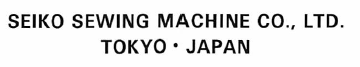 SEIKO SEWING MACHINE CO., LTD.
TOKYO • JAPAN